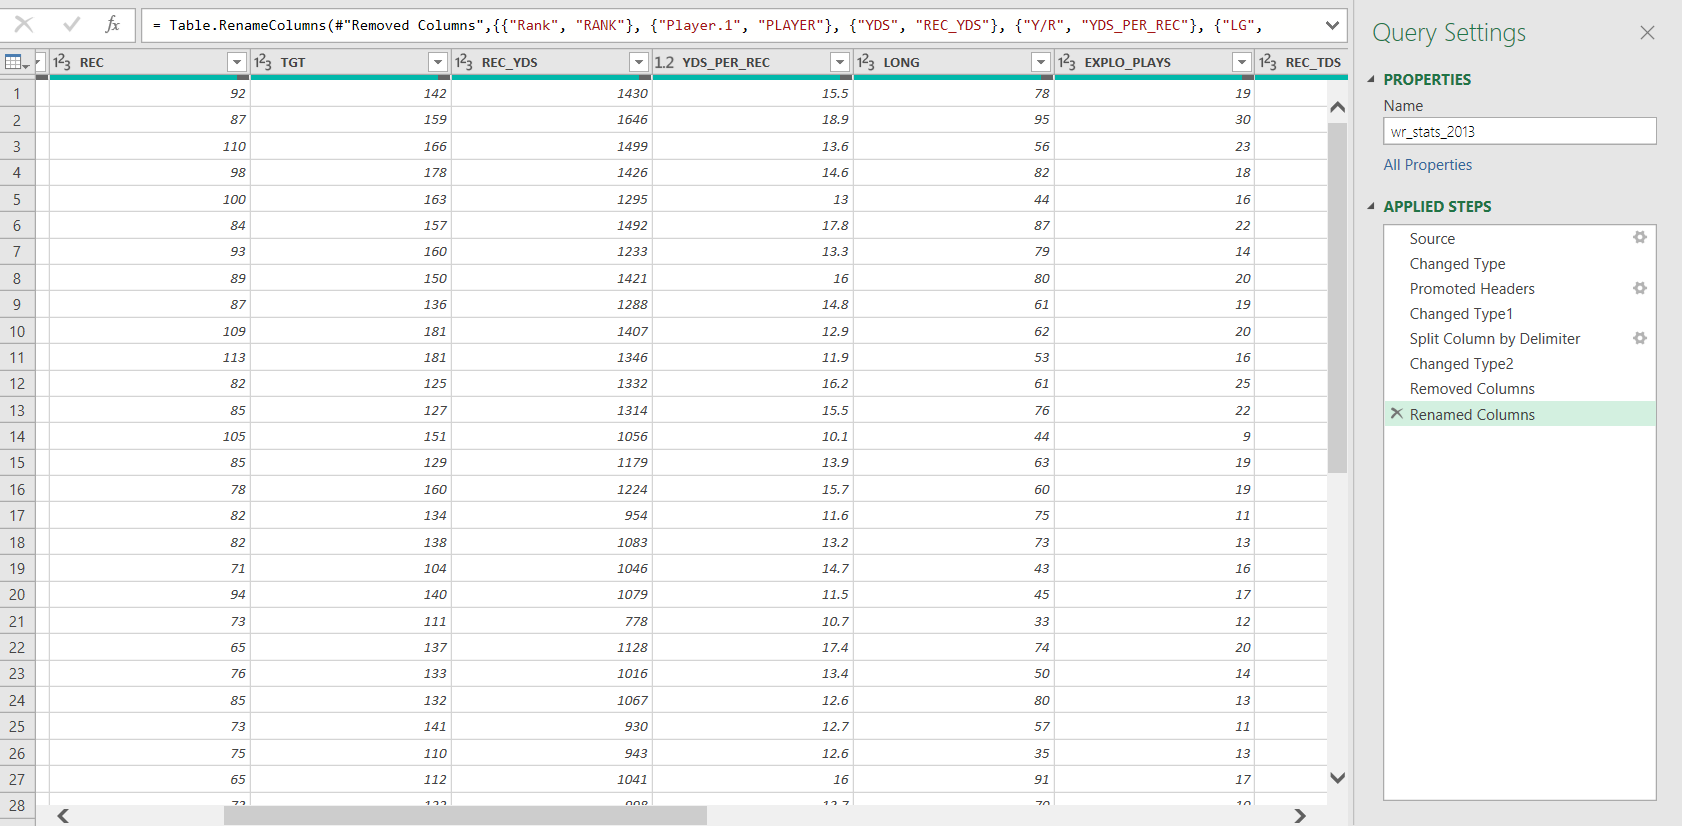 fx = Table.RenameColumns(#"Removed Columns",{{"Rank", "RANK"}, {"Player.1", "PLAYER"}, {"YDS", "REC_YDS"}, {"Y/R", "YDS_PER_REC"}, {"LG",
123 REC 123 TGT 123 REC_YDS 1.2 YDS_PER_REC 123 LONG 123 EXPLO_PLAYS 123 REC_TDS
1 92 142 1430 15.5 78 19
2 87 159 1646 18.9 95 30
3 110 166 1499 13.6 56 23
4 98 178 1426 14.6 82 18
5 100 163 1295 13 44 16
6 84 157 1492 17.8 87 22
7 93 160 1233 13.3 79 14
8 89 150 1421 16 80 20
9 87 136 1288 14.8 61 19
10 109 181 1407 12.9 62 20
11 113 181 1346 11.9 53 16
12 82 125 1332 16.2 61 25
13 85 127 1314 15.5 76 22
14 105 151 1056 10.1 44 9
15 85 129 1179 13.9 63 19
16 78 160 1224 15.7 60 19
17 82 134 954 11.6 75 11
18 82 138 1083 13.2 73 13
19 71 104 1046 14.7 43 16
20 94 140 1079 11.5 45 17
21 73 111 778 10.7 33 12
22 65 137 1128 17.4 74 20
23 76 133 1016 13.4 50 14
24 85 132 1067 12.6 80 13
25 73 141 930 12.7 57 11
26 75 110 943 12.6 35 13
27 65 112 1041 16 91 17
28
Query Settings
PROPERTIES
Name
wr_stats_2013
All Properties
APPLIED STEPS
Source
Changed Type
Promoted Headers
Changed Type1
Split Column by Delimiter
Changed Type2
Removed Columns
Renamed Columns